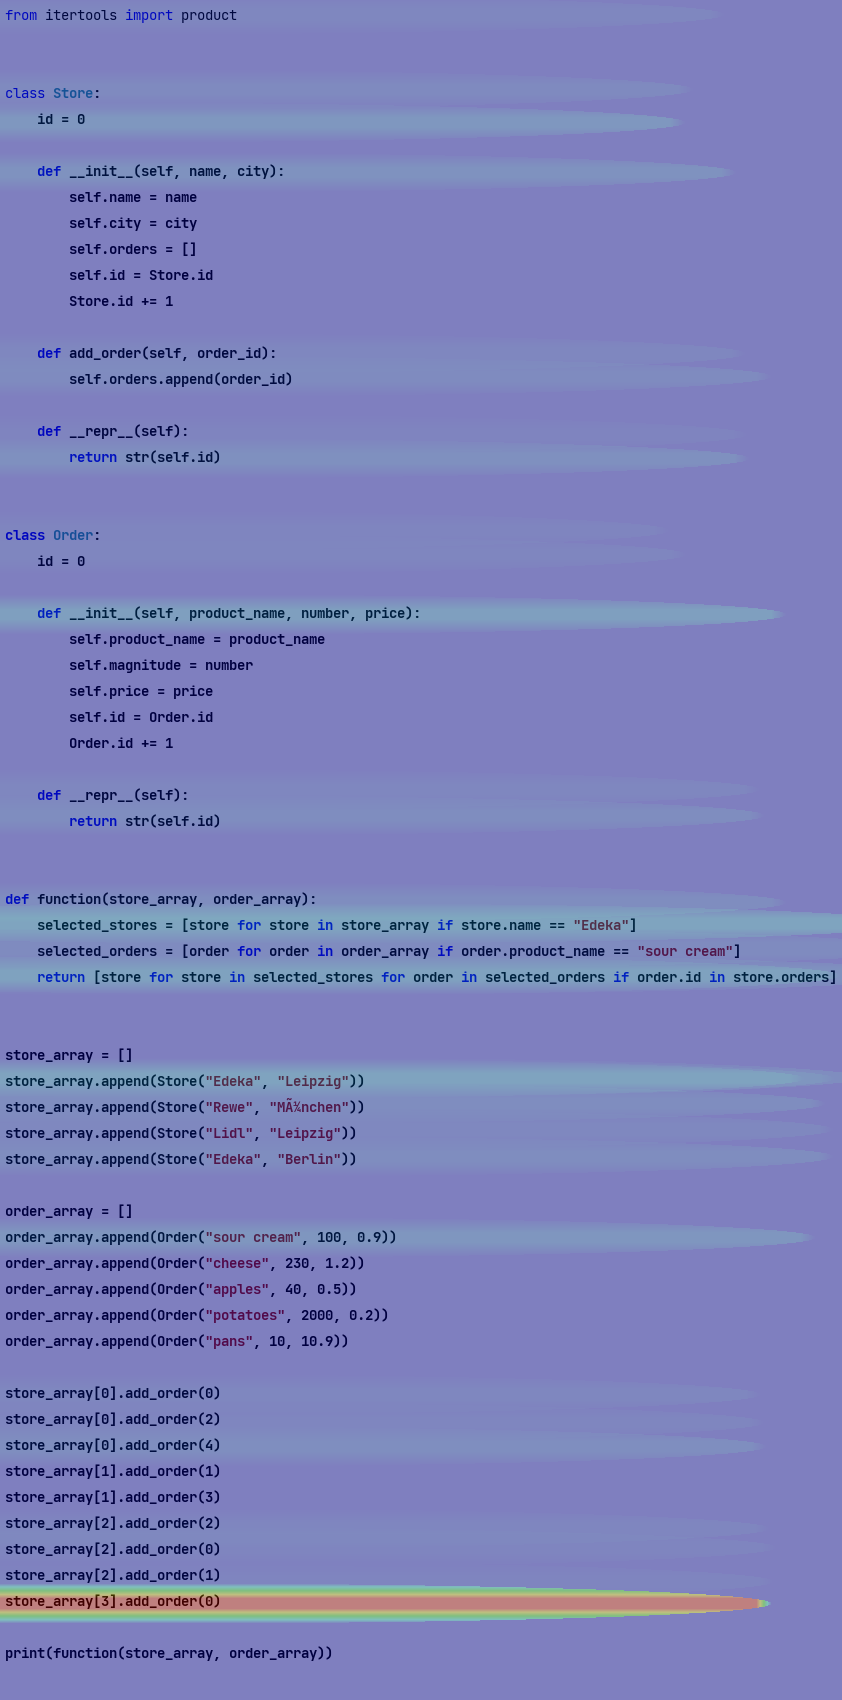 from itertools import product
class Store:
    id = 0
    def __init__(self, name, city):
        self.name = name
        self.city = city
        self.orders = []
        self.id = Store.id
        Store.id += 1
    def add_order(self, order_id):
        self.orders.append(order_id)
    def __repr__(self):
        return str(self.id)
class Order:
    id = 0
    def __init__(self, product_name, number, price):
        self.product_name = product_name
        self.magnitude = number
        self.price = price
        self.id = Order.id
        Order.id += 1
    def __repr__(self):
        return str(self.id)
def function(store_array, order_array):
    selected_stores = [store for store in store_array if store.name == "Edeka"]
    selected_orders = [order for order in order_array if order.product_name == "sour cream"]
    return [store for store in selected_stores for order in selected_orders if order.id in store.orders]
store_array = []
store_array.append(Store("Edeka", "Leipzig"))
store_array.append(Store("Rewe", "MÃ¼nchen"))
store_array.append(Store("Lidl", "Leipzig"))
store_array.append(Store("Edeka", "Berlin"))
order_array = []
order_array.append(Order("sour cream", 100, 0.9))
order_array.append(Order("cheese", 230, 1.2))
order_array.append(Order("apples", 40, 0.5))
order_array.append(Order("potatoes", 2000, 0.2))
order_array.append(Order("pans", 10, 10.9))
store_array[0].add_order(0)
store_array[0].add_order(2)
store_array[0].add_order(4)
store_array[1].add_order(1)
store_array[1].add_order(3)
store_array[2].add_order(2)
store_array[2].add_order(0)
store_array[2].add_order(1)
store_array[3].add_order(0)
print(function(store_array, order_array))